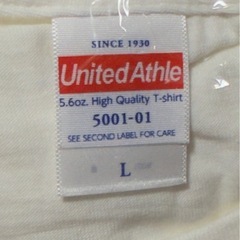 SINCE 1930
United Athle
5.6oz. High Quality T-shirt
5001-01
SEE SECOND LABEL FOR CARE
L